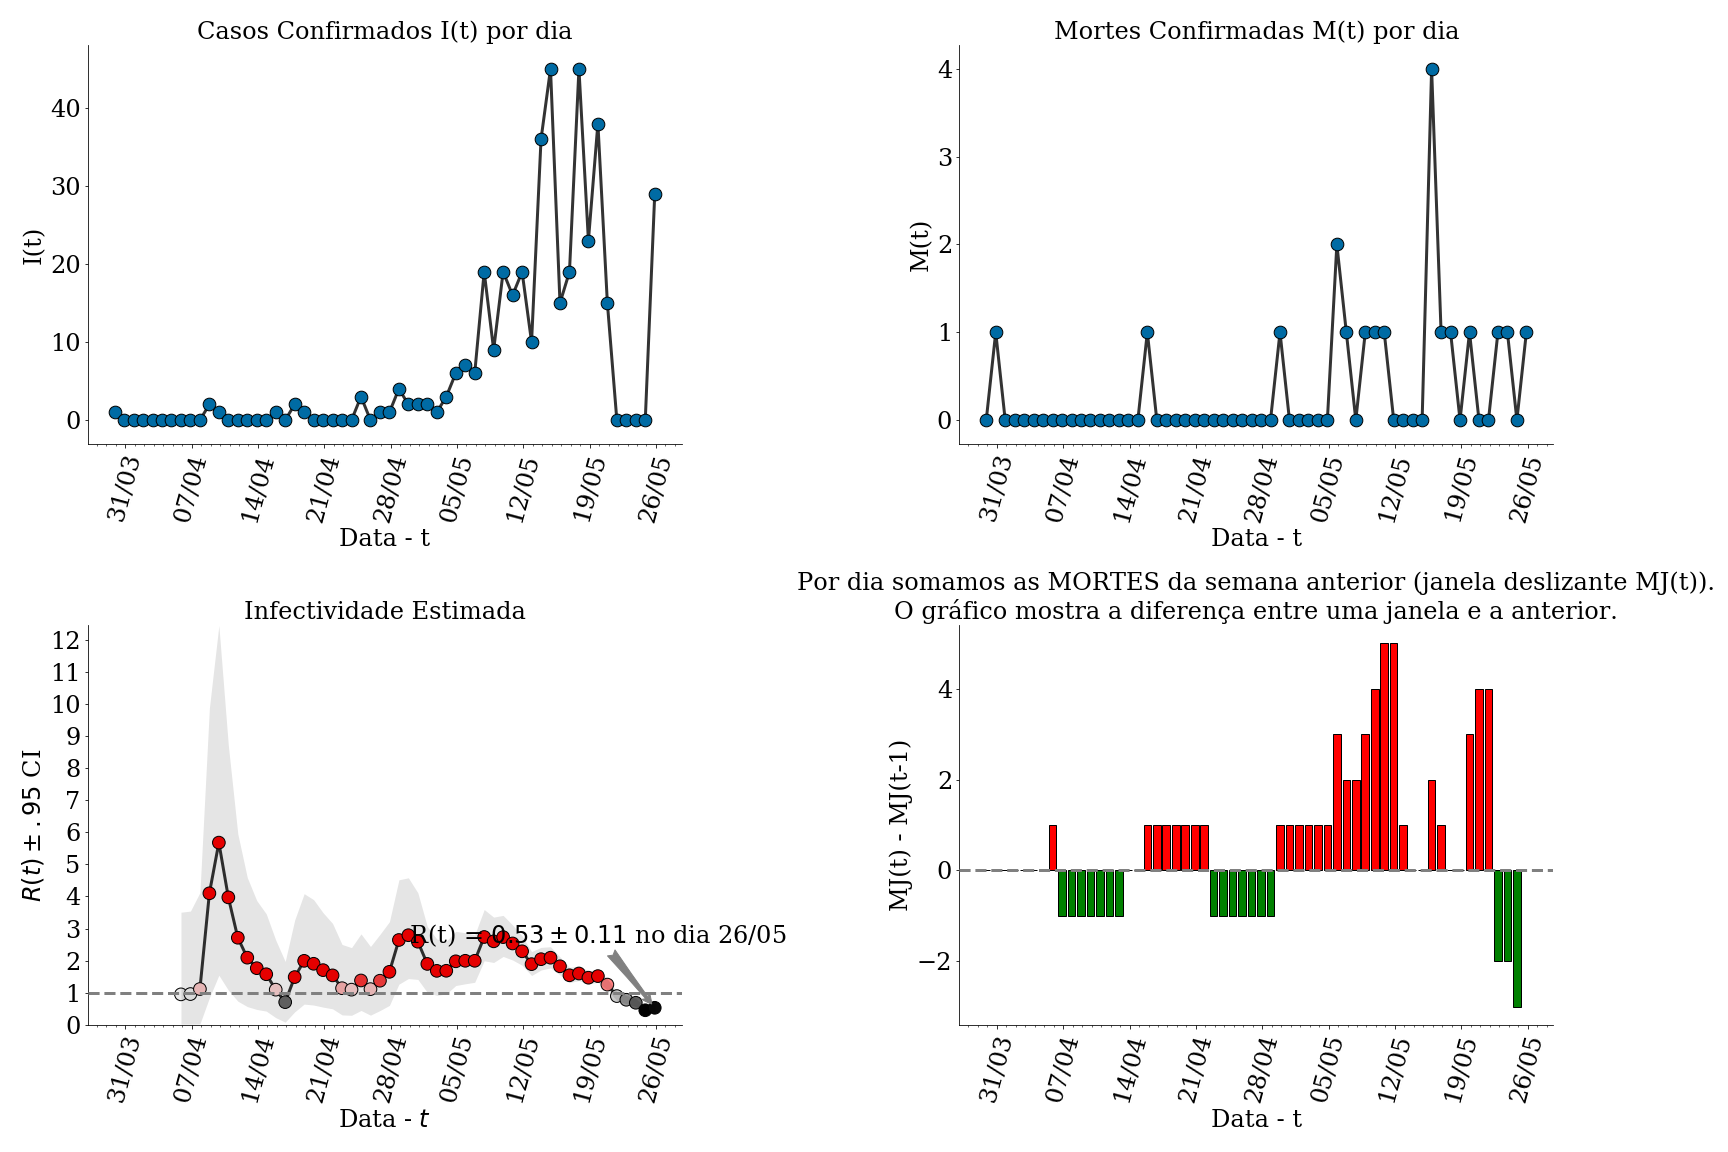 Casos Confirmados I(t) por dia
I(t)
40
30
20
10
0
31/03 07/04 14/04 21/04 28/04 05/05 12/05 19/05 26/05
Data - t
Mortes Confirmadas M(t) por dia
M(t)
4
3
2
1
0
31/03 07/04 14/04 21/04 28/04 05/05 12/05 19/05 26/05
Data - t
Infectividade Estimada
R(t) ± .95 CI
12
11
10
9
8
7
6
5
4
3
2
1
0
R(t) = 0.53 ± 0.11 no dia 26/05
31/03 07/04 14/04 21/04 28/04 05/05 12/05 19/05 26/05
Data - t
Por dia somamos as MORTES da semana anterior (janela deslizante MJ(t)).
O gráfico mostra a diferença entre uma janela e a anterior.
MJ(t) - MJ(t-1)
4
2
0
−2
31/03 07/04 14/04 21/04 28/04 05/05 12/05 19/05 26/05
Data - t